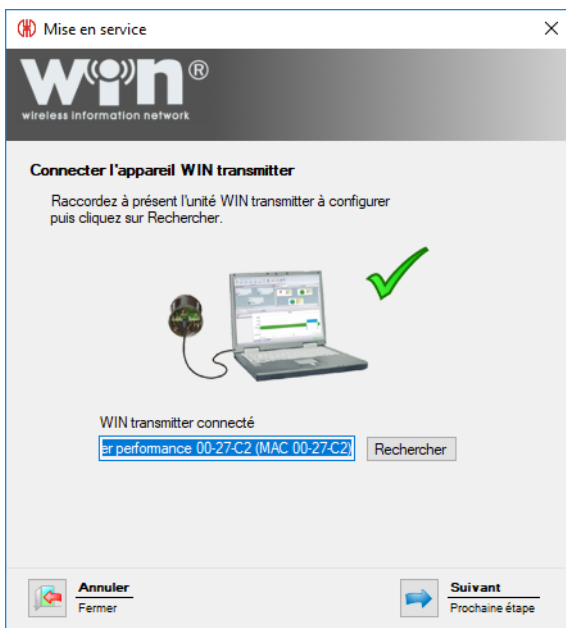 Mise en service
WIN®
wireless information network
Connecter l'appareil WIN transmitter
Raccordez à présent l'unité WIN transmitter à configurer
puis cliquez sur Rechercher.
WIN transmitter connecté
er performance 00-27-C2 (MAC 00-27-C2)
Rechercher
Annuler
Fermer
Suivant
Prochaine étape